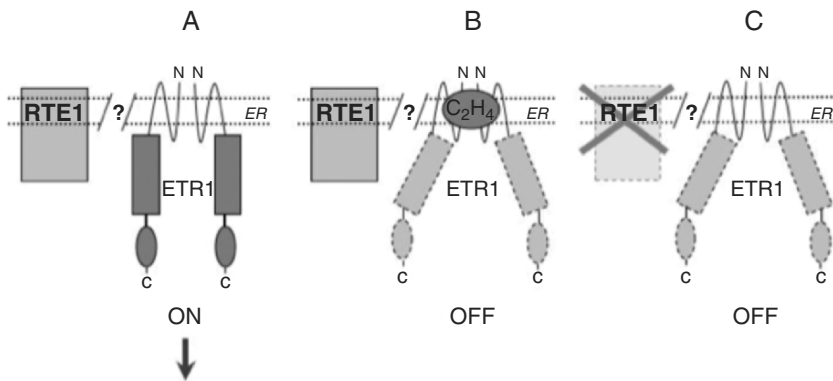 A
N N
RTE1
?
ER
ETR1
C C
ON
B
N N
RTE1
?
C2H4
ER
ETR1
C C
OFF
C
N N
RTE1
?
ER
ETR1
C C
OFF